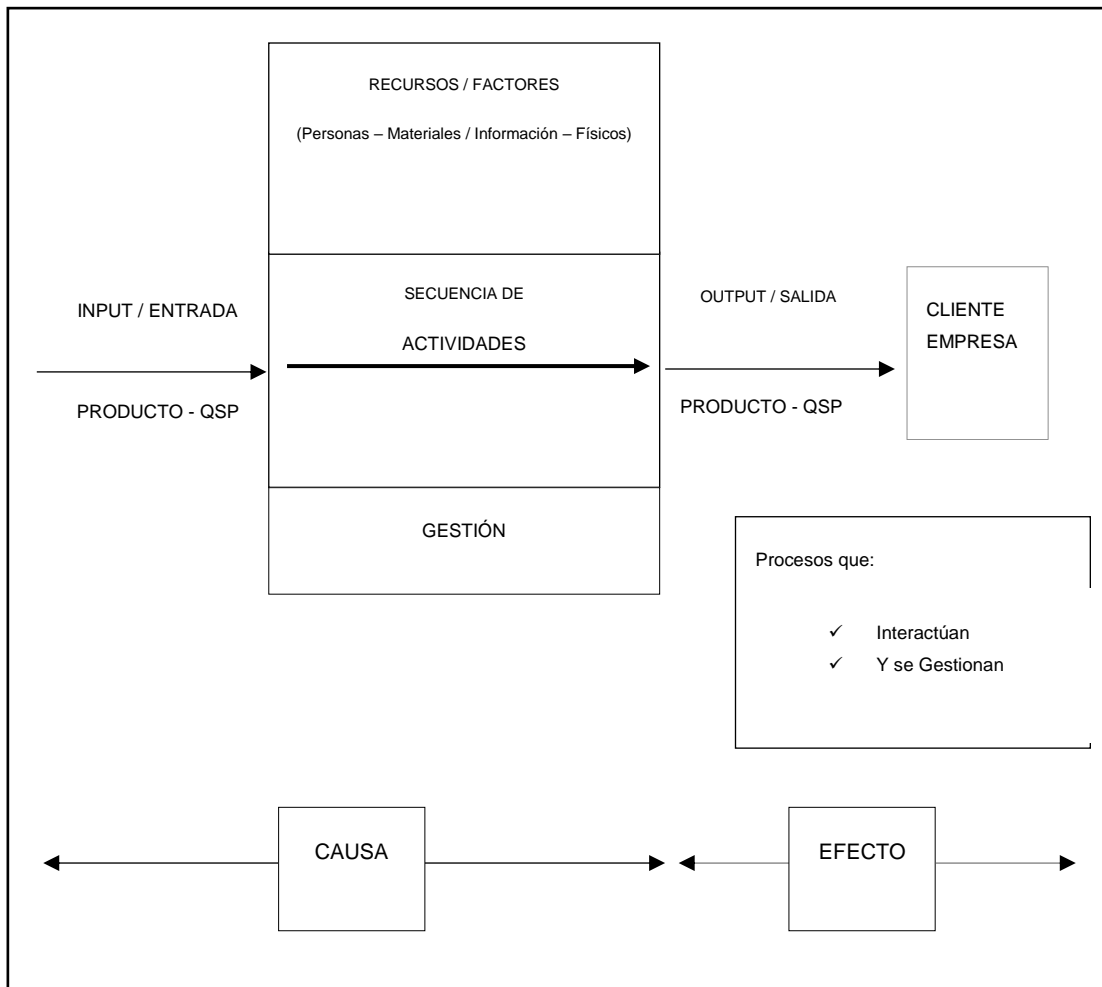 RECURSOS / FACTORES
(Personas – Materiales / Información – Físicos)
INPUT / ENTRADA
PRODUCTO - QSP
SECUENCIA DE
ACTIVIDADES
OUTPUT / SALIDA
PRODUCTO - QSP
CLIENTE
EMPRESA
GESTIÓN
Procesos que:
✓ Interactúan
✓ Y se Gestionan
CAUSA
EFECTO